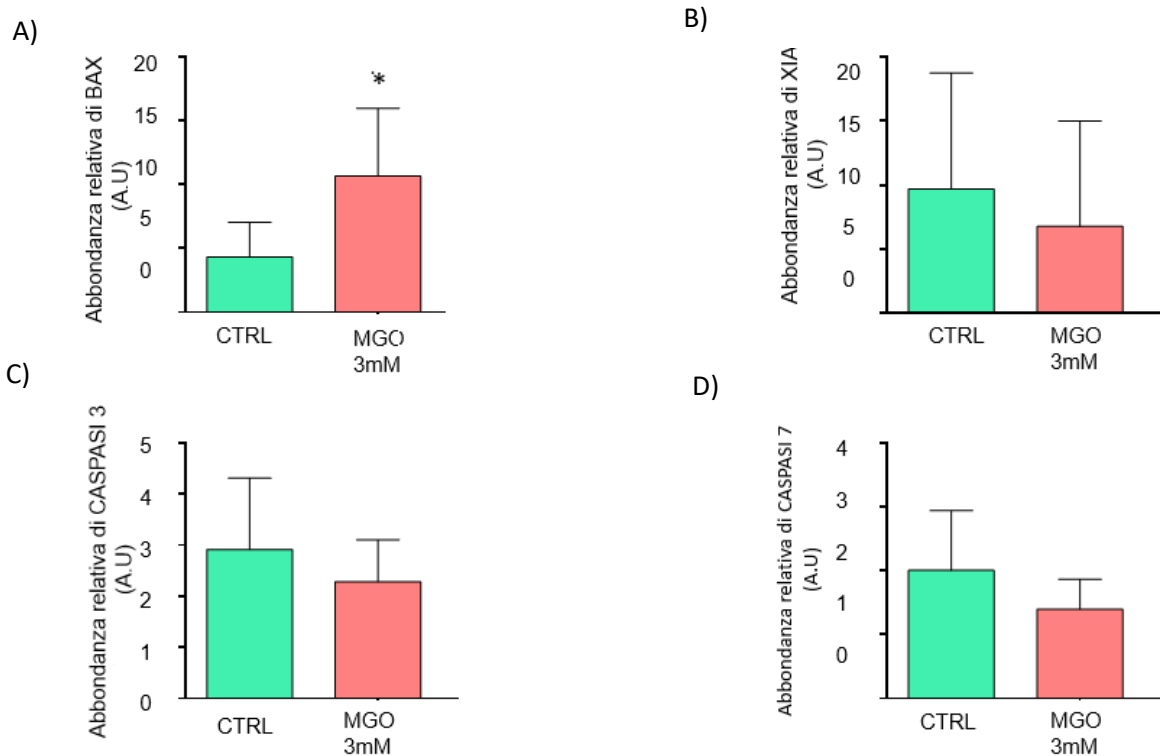 A)
Abbondanza relativa di BAX
(A.U)
20
15
10
5
0
*
CTRL
MGO
3mM
B)
Abbondanza relativa di XIA
(A.U)
20
15
10
5
0
CTRL
MGO
3mM
C)
Abbondanza relativa di CASPASI 3
(A.U)
5
4
3
2
1
0
CTRL
MGO
3mM
D)
Abbondanza relativa di CASPASI 7
(A.U)
4
3
2
1
0
CTRL
MGO
3mM